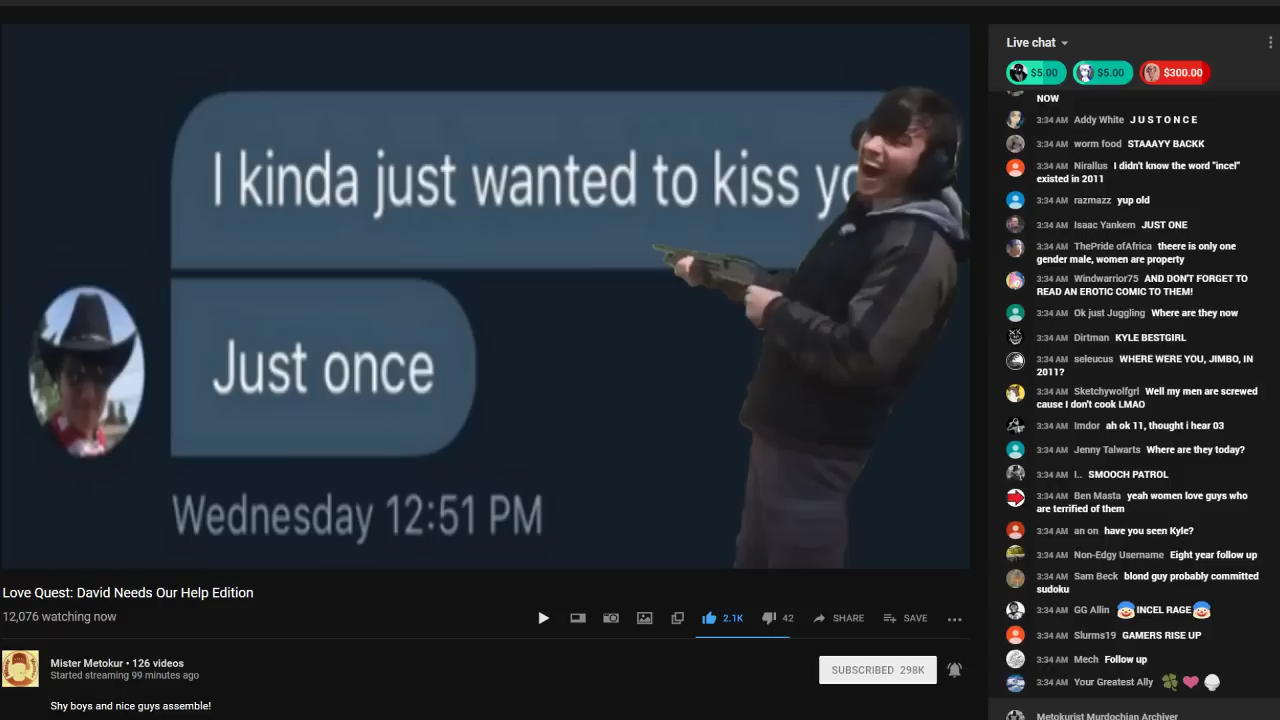 I kinda just wanted to kiss yo
Just once
Wednesday 12:51 PM
Love Quest: David Needs Our Help Edition
12,076 watching now
2.1K
42
SHARE
SAVE
Mister Metokur • 126 videos
Started streaming 99 minutes ago
SUBSCRIBED 298K
Shy boys and nice guys assemble!
Live chat
$5.00 $5.00 $300.00
NOW
3:34 AM Addy White J U S T O N C E
3:34 AM worm food STAAAYY BACKK
3:34 AM Nirallus I didn't know the word "incel"
existed in 2011
3:34 AM razmazz yup old
3:34 AM Isaac Yankem JUST ONE
3:34 AM ThePride ofAfrica theere is only one
gender male, women are property
3:34 AM Windwarrior75 AND DON'T FORGET TO
READ AN EROTIC COMIC TO THEM!
3:34 AM Ok just Juggling Where are they now
3:34 AM Dirtman KYLE BESTGIRL
3:34 AM seleucus WHERE WERE YOU, JIMBO, IN
2011?
3:34 AM Sketchywolfgrl Well my men are screwed
cause I don't cook LMAO
3:34 AM Imdor ah ok 11, thought i hear 03
3:34 AM Jenny Talwarts Where are they today?
3:34 AM I.. SMOOCH PATROL
3:34 AM Ben Masta yeah women love guys who
are terrified of them
3:34 AM an on have you seen Kyle?
3:34 AM Non-Edgy Username Eight year follow up
3:34 AM Sam Beck blond guy probably committed
sudoku
3:34 AM GG Allin 🤡INCEL RAGE🤡
3:34 AM Slurms19 GAMERS RISE UP
3:34 AM Mech Follow up
3:34 AM Your Greatest Ally
Metokurist Murdochian Archiver